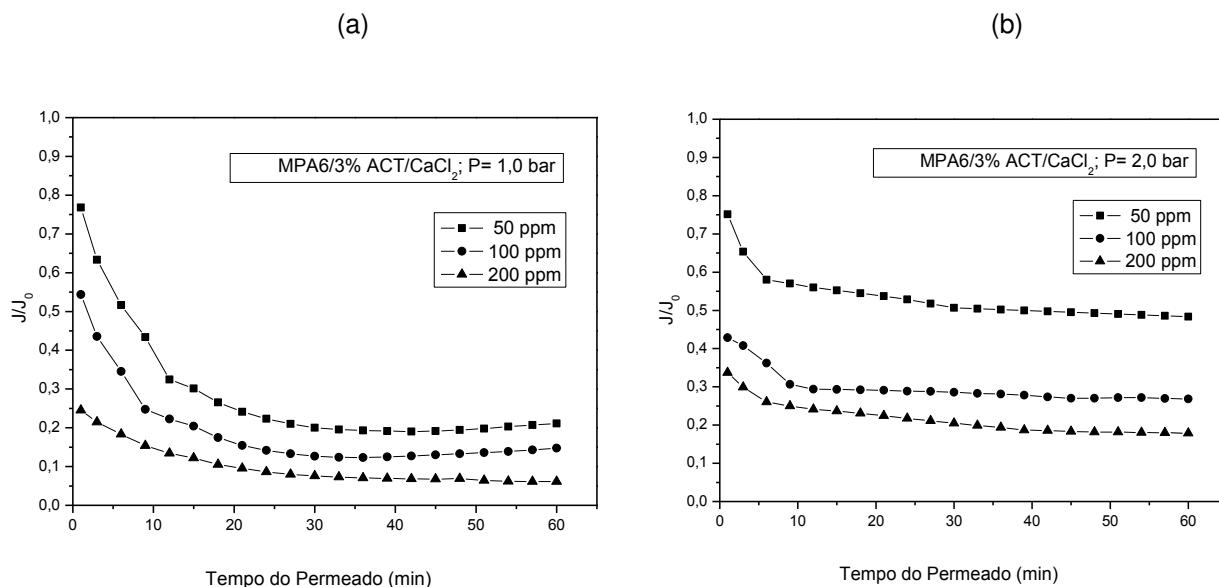 (a)
(b)
1,0
0,9
0,8
0,7
0,6
0,5
0,4
0,3
0,2
0,1
0,0
J/J₀
MPA6/3% ACT/CaCl₂; P= 1,0 bar
50 ppm
100 ppm
200 ppm
0 10 20 30 40 50 60
Tempo do Permeado (min)
1,0
0,9
0,8
0,7
0,6
0,5
0,4
0,3
0,2
0,1
0,0
J/J₀
MPA6/3% ACT/CaCl₂; P= 2,0 bar
50 ppm
100 ppm
200 ppm
0 10 20 30 40 50 60
Tempo do Permeado (min)